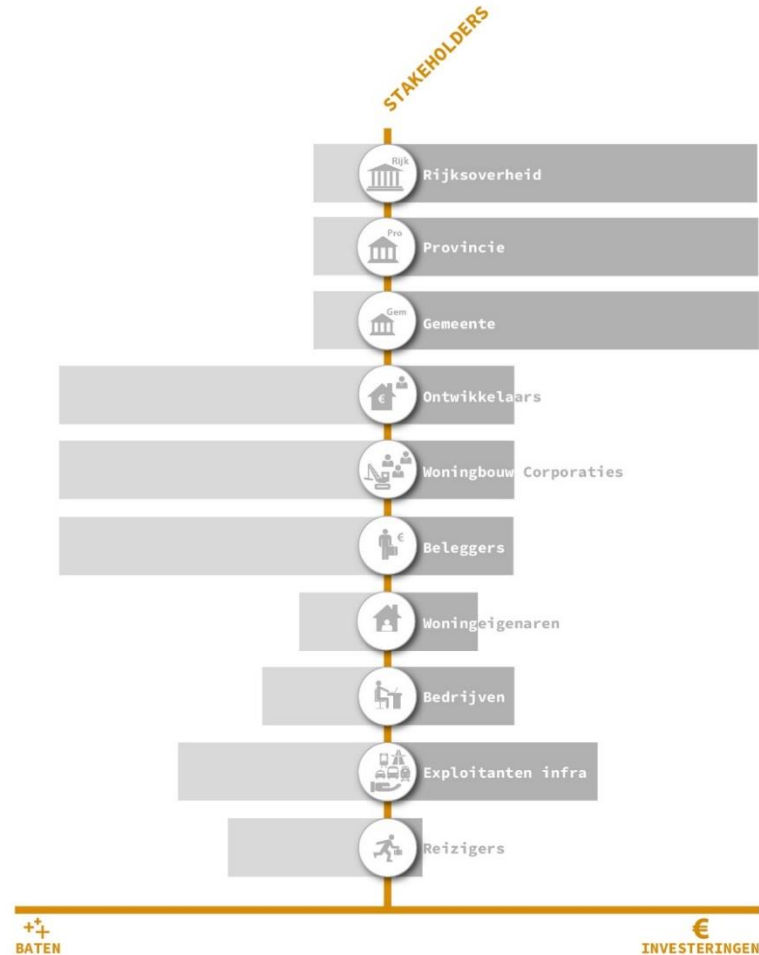 STAKEHOLDERS
Rijk
Rijksoverheid
Pro
Provincie
Gem
Gemeente
€
Ontwikkelaars
Woningbouw Corporaties
€
Beleggers
Woningeigenaren
Bedrijven
Exploitanten infra
Reizigers
+++ €
BATEN INVESTERINGEN